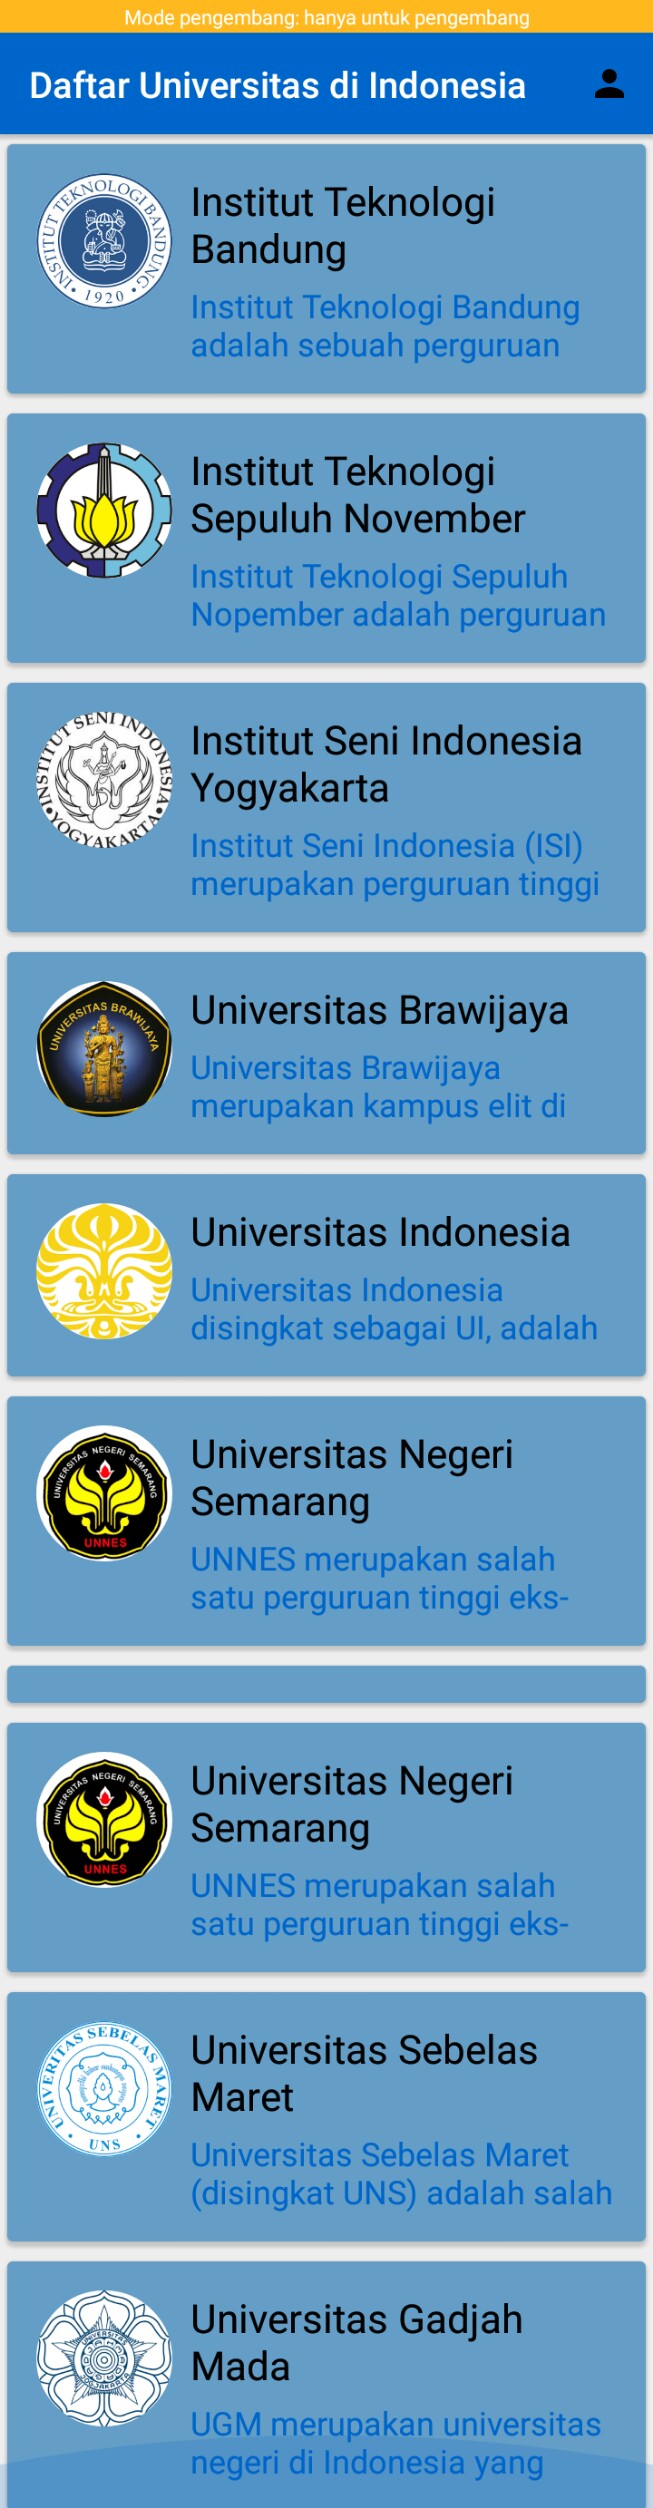 Mode pengembang: hanya untuk pengembang
Daftar Universitas di Indonesia
INSTITUT TEKNOLOGI BANDUNG
1920
Institut Teknologi
Bandung
Institut Teknologi Bandung
adalah sebuah perguruan
Institut Teknologi
Sepuluh November
Institut Teknologi Sepuluh
Nopember adalah perguruan
INSTITUT SENI INDONESIA
YOGYAKARTA
Institut Seni Indonesia
Yogyakarta
Institut Seni Indonesia (ISI)
merupakan perguruan tinggi
UNIVERSITAS BRAWIJAYA
Universitas Brawijaya
Universitas Brawijaya
merupakan kampus elit di
Universitas Indonesia
Universitas Indonesia
disingkat sebagai UI, adalah
UNIVERSITAS NEGERI SEMARANG
UNNES
Universitas Negeri
Semarang
UNNES merupakan salah
satu perguruan tinggi eks-
UNIVERSITAS NEGERI SEMARANG
UNNES
Universitas Negeri
Semarang
UNNES merupakan salah
satu perguruan tinggi eks-
UNIVERITAS SEBELAS MARET
UNS
Universitas Sebelas
Maret
Universitas Sebelas Maret
(disingkat UNS) adalah salah
Universitas Gadjah
Mada
UGM merupakan universitas
negeri di Indonesia yang